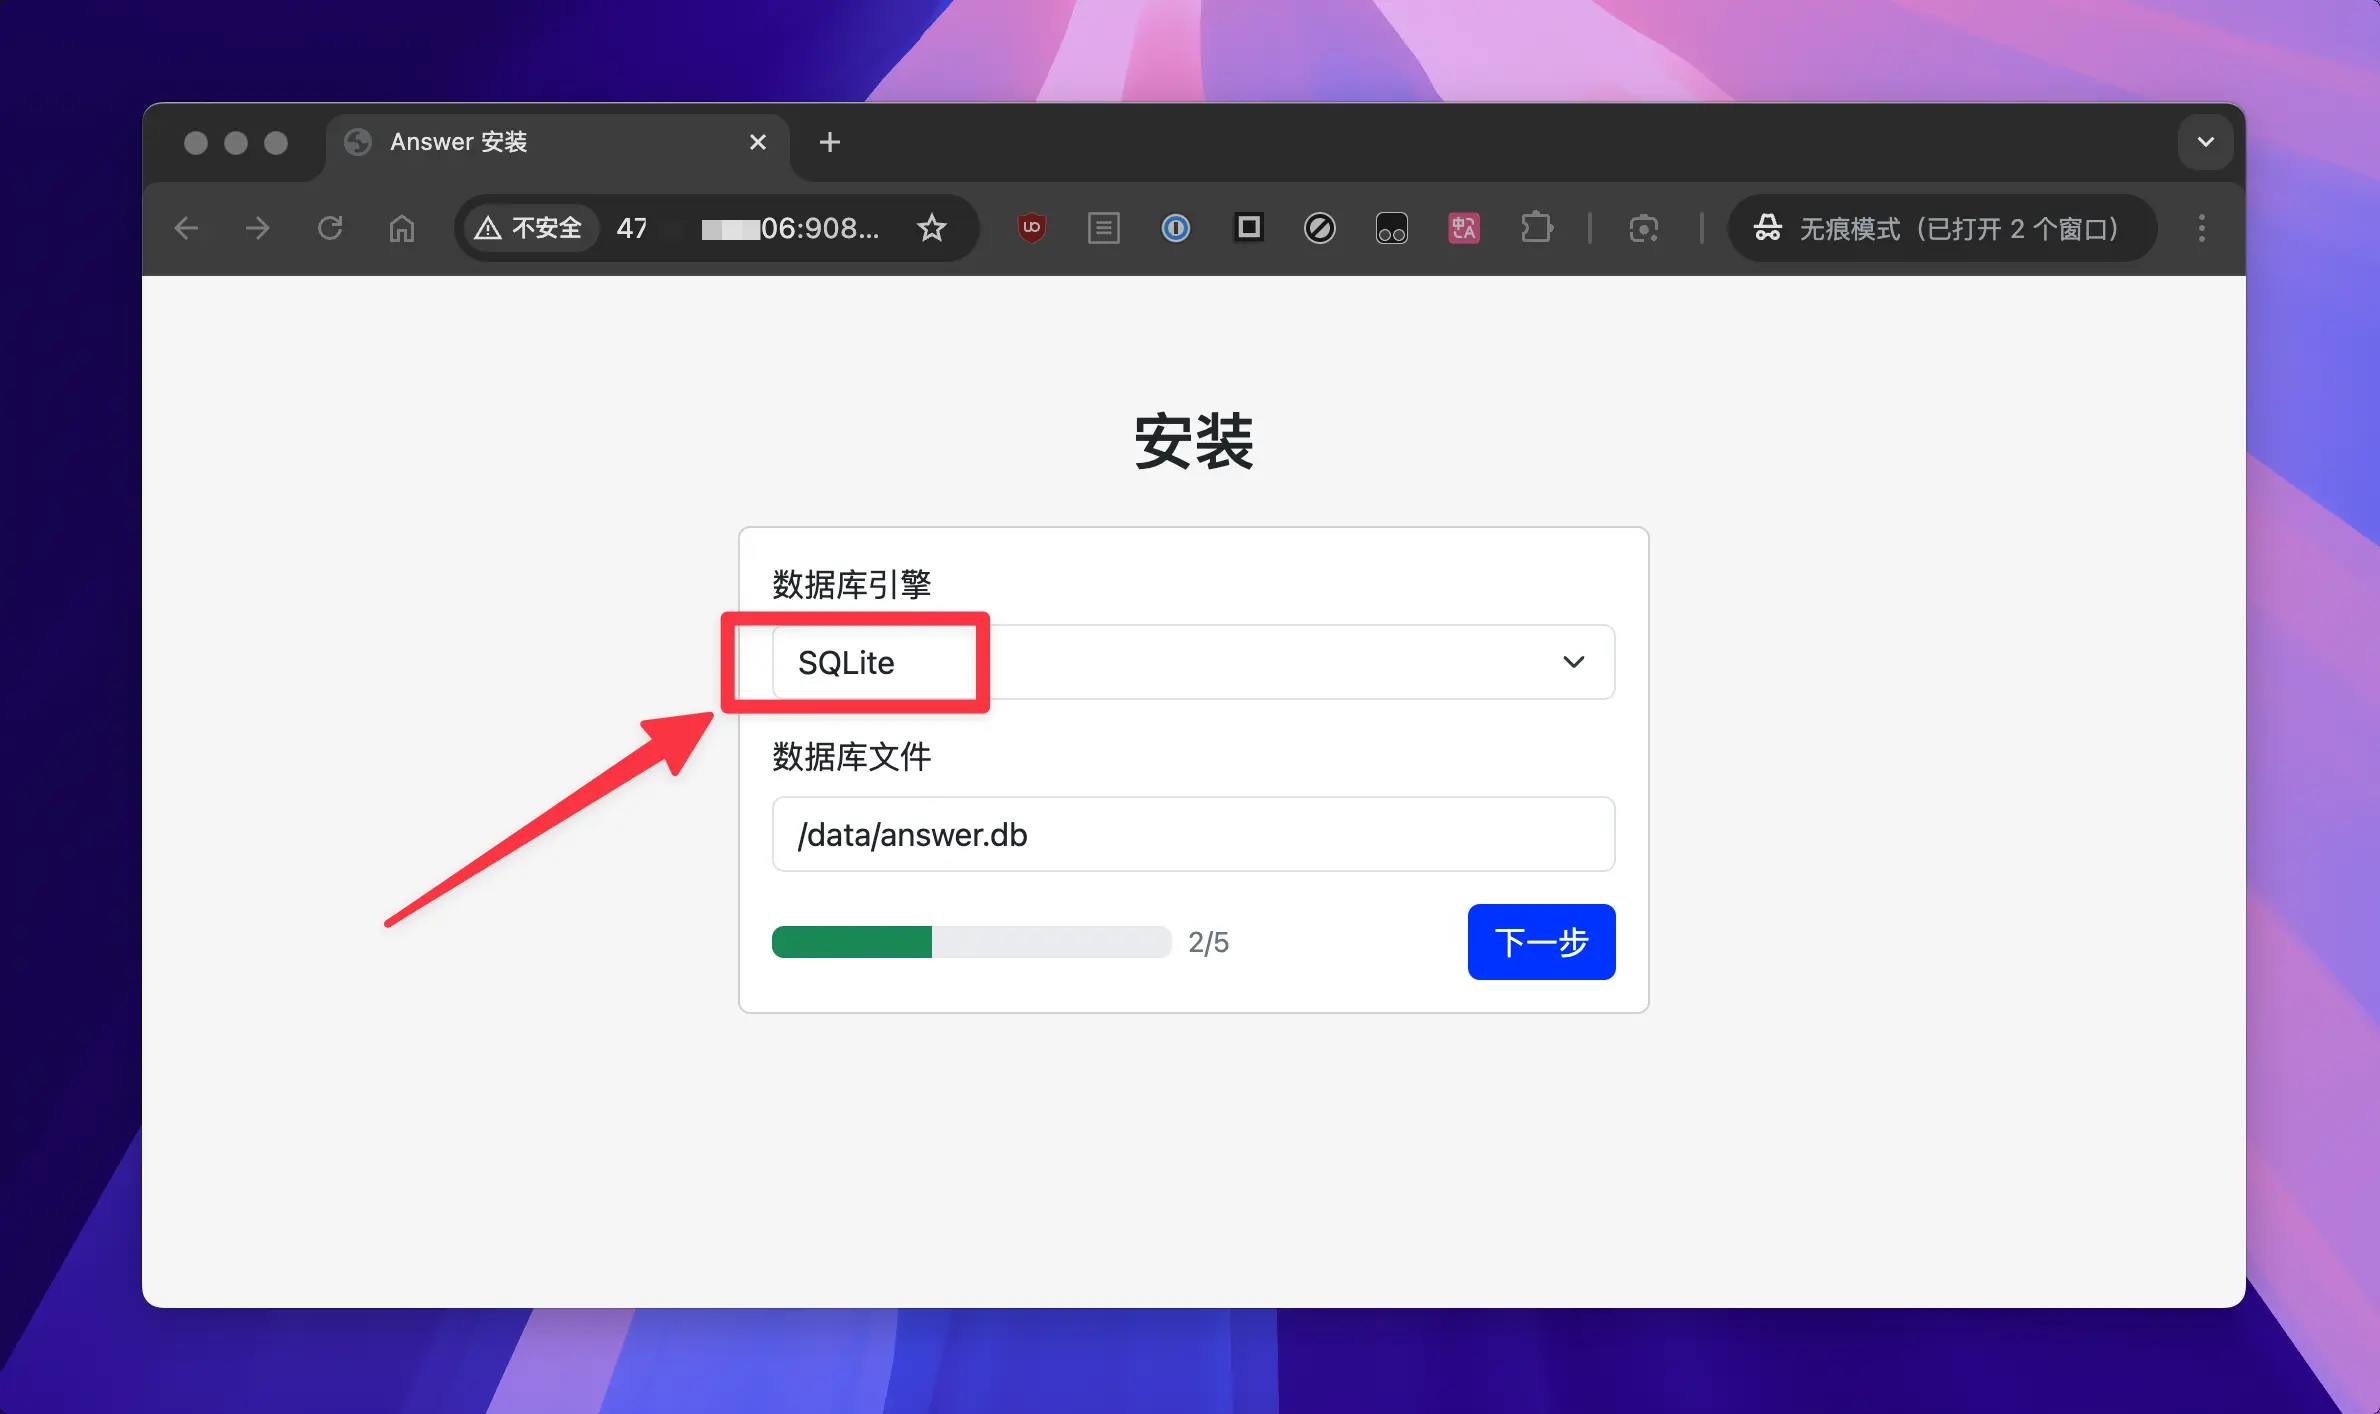 Answer 安装
不安全 47 06:908...
无痕模式（已打开 2 个窗口）
安装
数据库引擎
SQLite
数据库文件
/data/answer.db
2/5
下一步